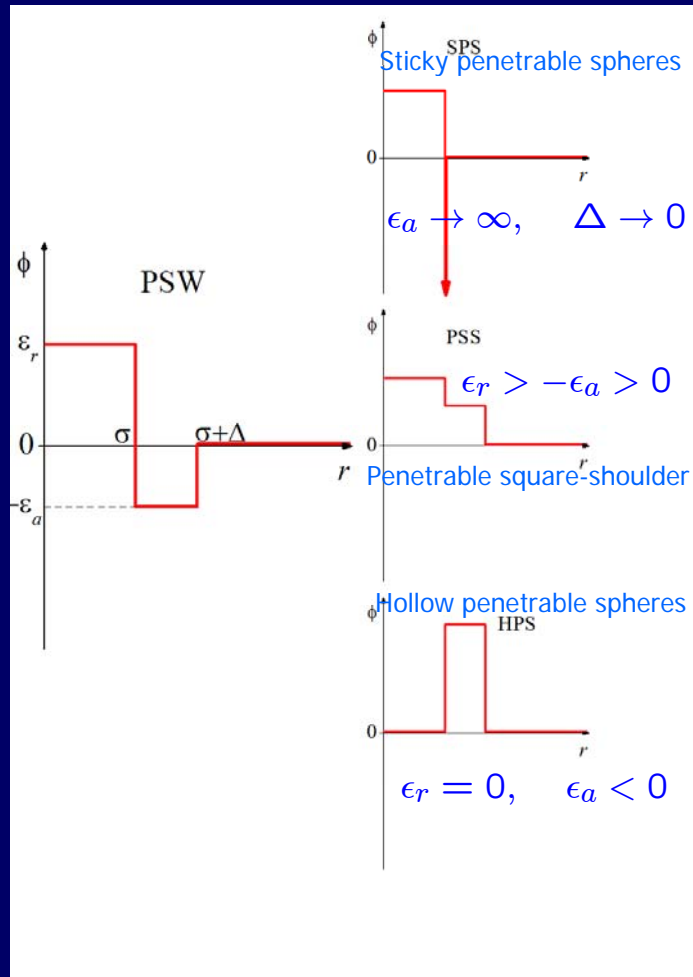 ϕ
SPS
Sticky penetrable spheres
0
r
ϵₐ → ∞, Δ → 0
ϕ
PSW
εᵣ
0
σ
σ+Δ
r
−εₐ
ϕ
PSS
ϵᵣ > −ϵₐ > 0
0
r
Penetrable square-shoulder
Hollow penetrable spheres
ϕ
HPS
0
r
ϵᵣ = 0, ϵₐ < 0